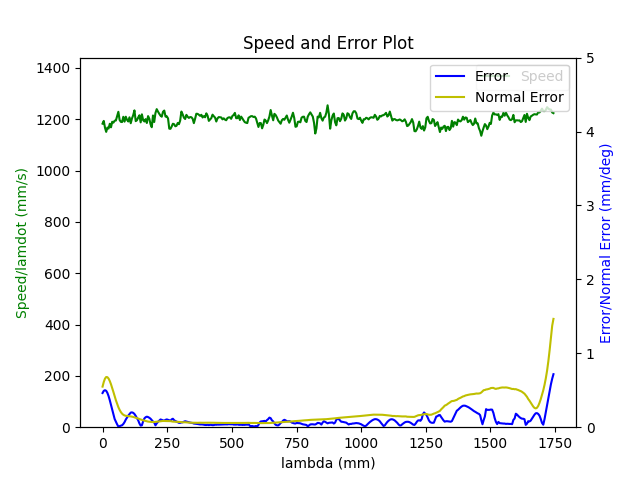 Speed and Error Plot
1400
1200
1000
800
600
400
200
0
Speed/lamdot (mm/s)
5
4
3
2
1
0
Error/Normal Error (mm/deg)
Error
Speed
Normal Error
0 250 500 750 1000 1250 1500 1750
lambda (mm)